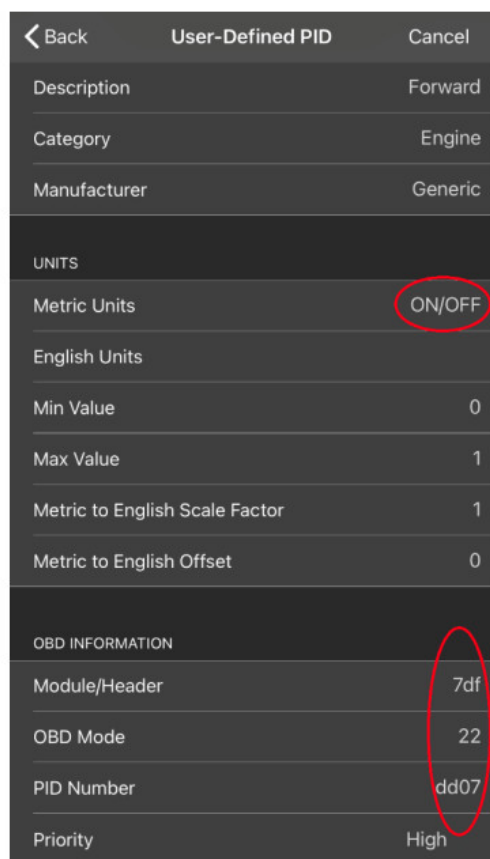 Back User-Defined PID Cancel
Description Forward
Category Engine
Manufacturer Generic
UNITS
Metric Units ON/OFF
English Units
Min Value 0
Max Value 1
Metric to English Scale Factor 1
Metric to English Offset 0
OBD INFORMATION
Module/Header 7df
OBD Mode 22
PID Number dd07
Priority High